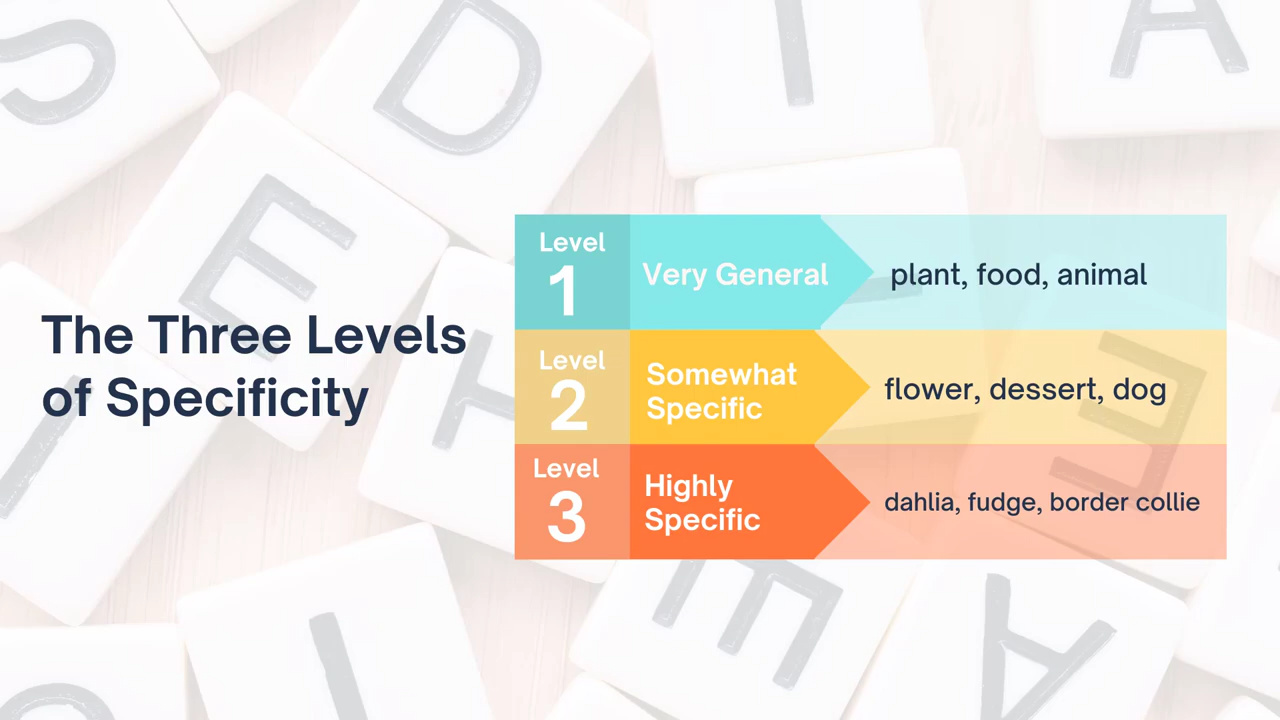 The Three Levels
of Specificity
Level
1
Very General
plant, food, animal
Level
2
Somewhat
Specific
flower, dessert, dog
Level
3
Highly
Specific
dahlia, fudge, border collie